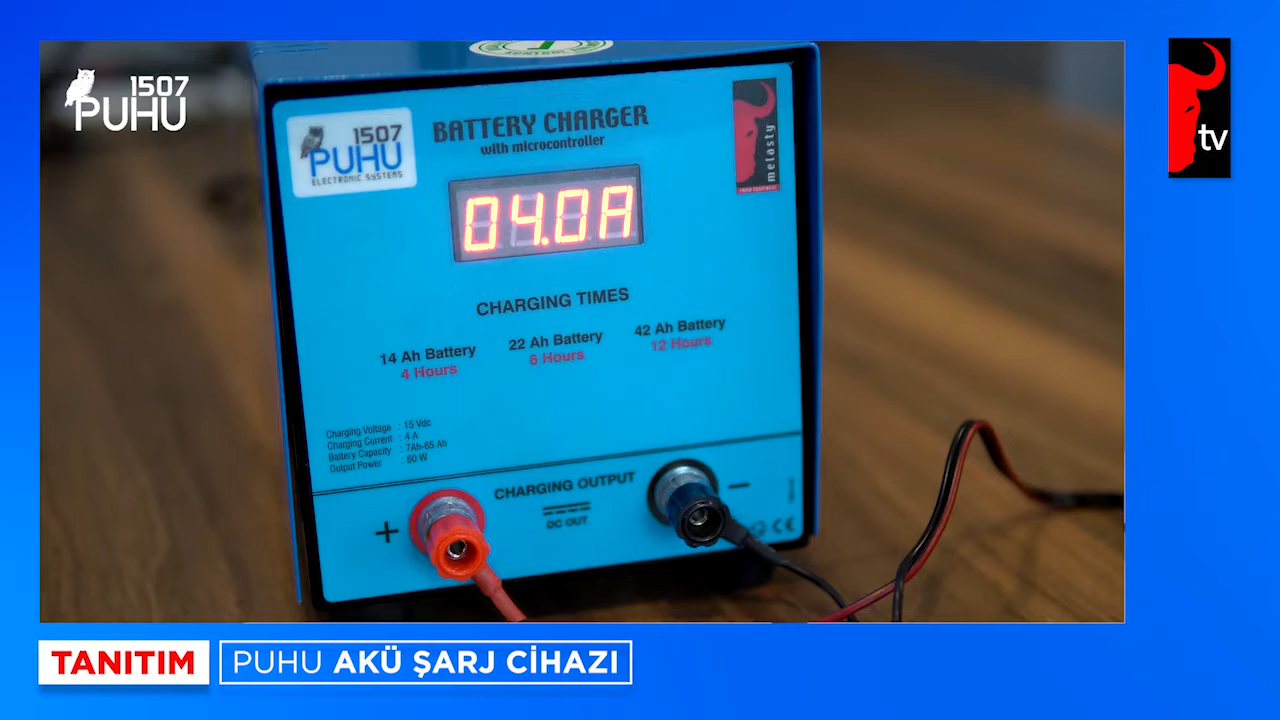 1507
PUHU
tv
1507
PUHU
ELECTRONIC SYSTEMS
BATTERY CHARGER
with microcontroller
melasty
04.0A
CHARGING TIMES
14 Ah Battery
4 Hours
22 Ah Battery
6 Hours
42 Ah Battery
12 Hours
Charging Voltage : 15 Vdc
Charging Current : 4 A
Battery Capacity : 7Ah-65 Ah
Output Power : 60 W
CHARGING OUTPUT
+
−
DC OUT
CE
TANITIM
PUHU AKÜ ŞARJ CİHAZI